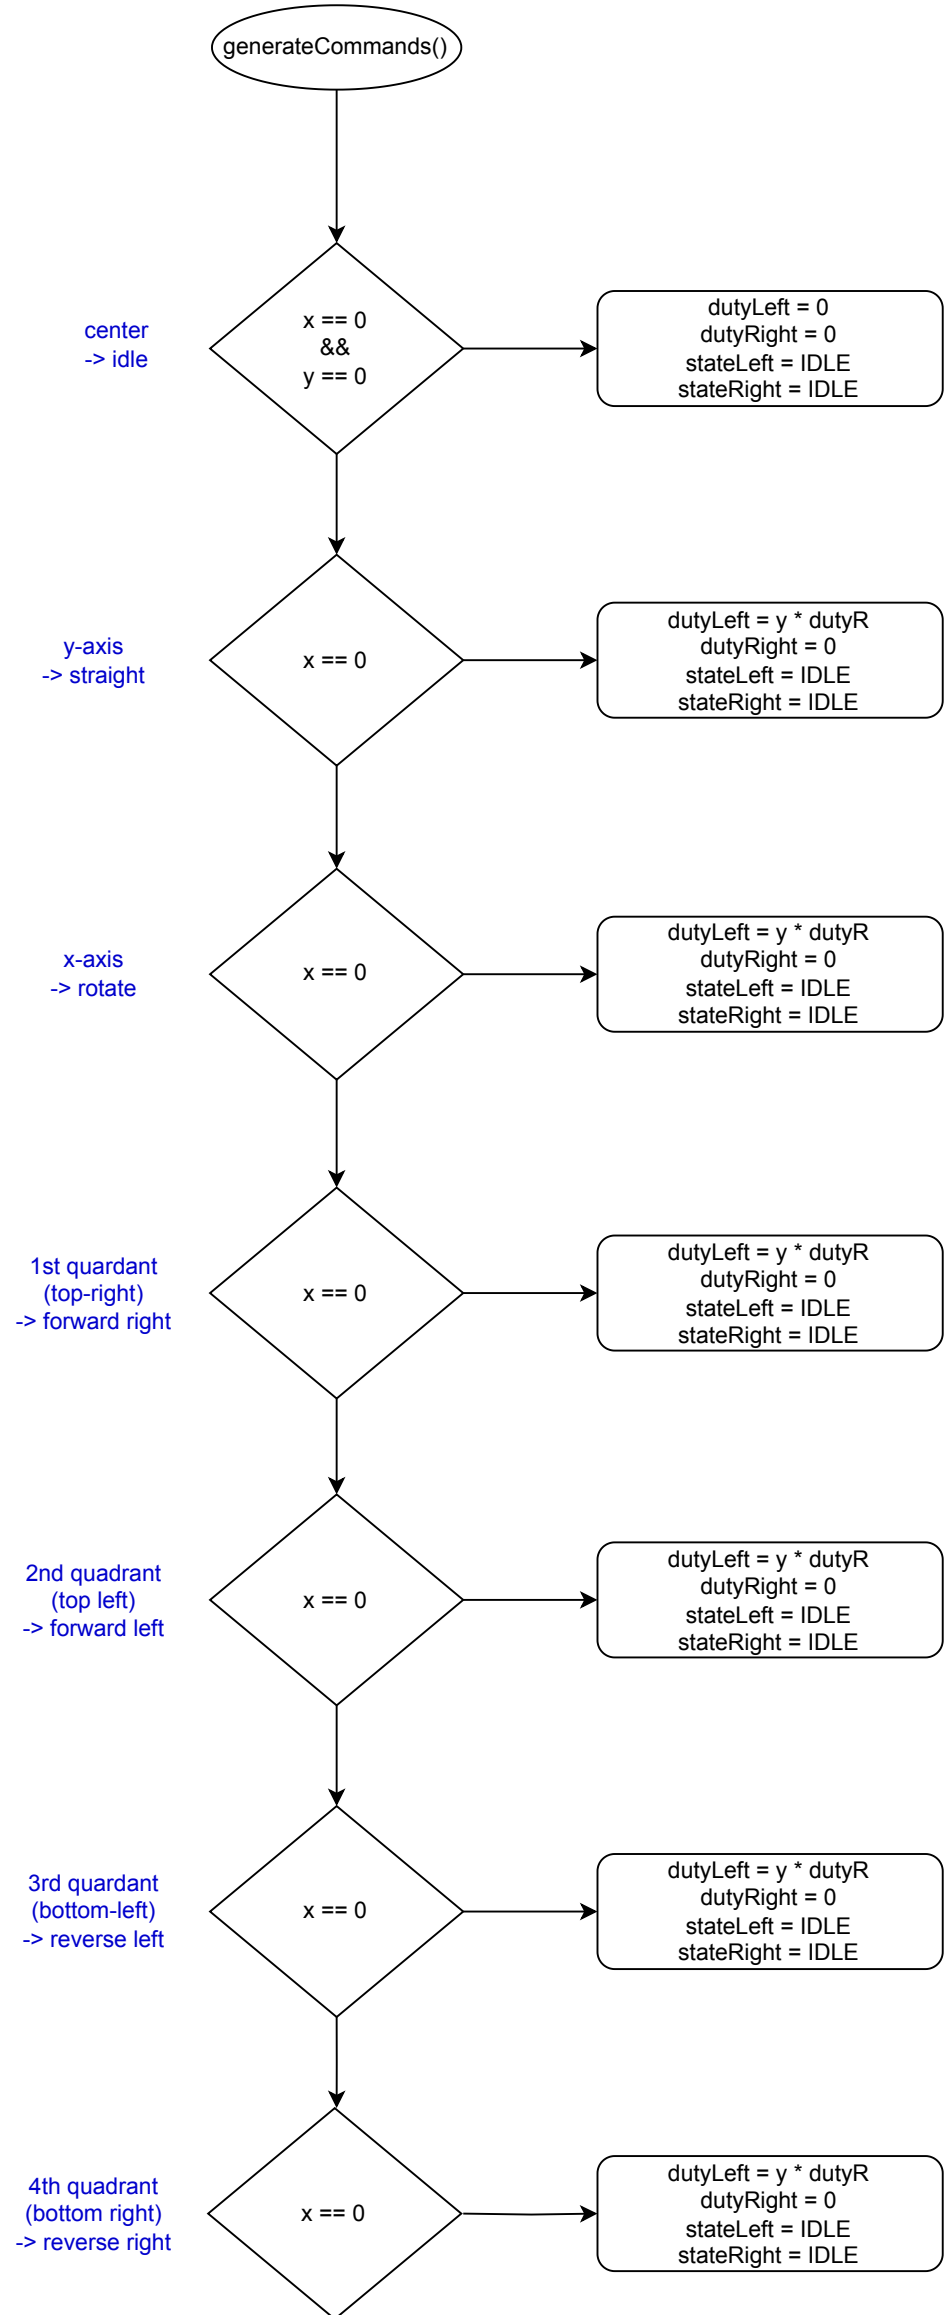 generateCommands()
center
-> idle
x == 0
&&
y == 0
dutyLeft = 0
dutyRight = 0
stateLeft = IDLE
stateRight = IDLE
y-axis
-> straight
x == 0
dutyLeft = y * dutyR
dutyRight = 0
stateLeft = IDLE
stateRight = IDLE
x-axis
-> rotate
x == 0
dutyLeft = y * dutyR
dutyRight = 0
stateLeft = IDLE
stateRight = IDLE
1st quardant
(top-right)
-> forward right
x == 0
dutyLeft = y * dutyR
dutyRight = 0
stateLeft = IDLE
stateRight = IDLE
2nd quadrant
(top left)
-> forward left
x == 0
dutyLeft = y * dutyR
dutyRight = 0
stateLeft = IDLE
stateRight = IDLE
3rd quardant
(bottom-left)
-> reverse left
x == 0
dutyLeft = y * dutyR
dutyRight = 0
stateLeft = IDLE
stateRight = IDLE
4th quadrant
(bottom right)
-> reverse right
x == 0
dutyLeft = y * dutyR
dutyRight = 0
stateLeft = IDLE
stateRight = IDLE